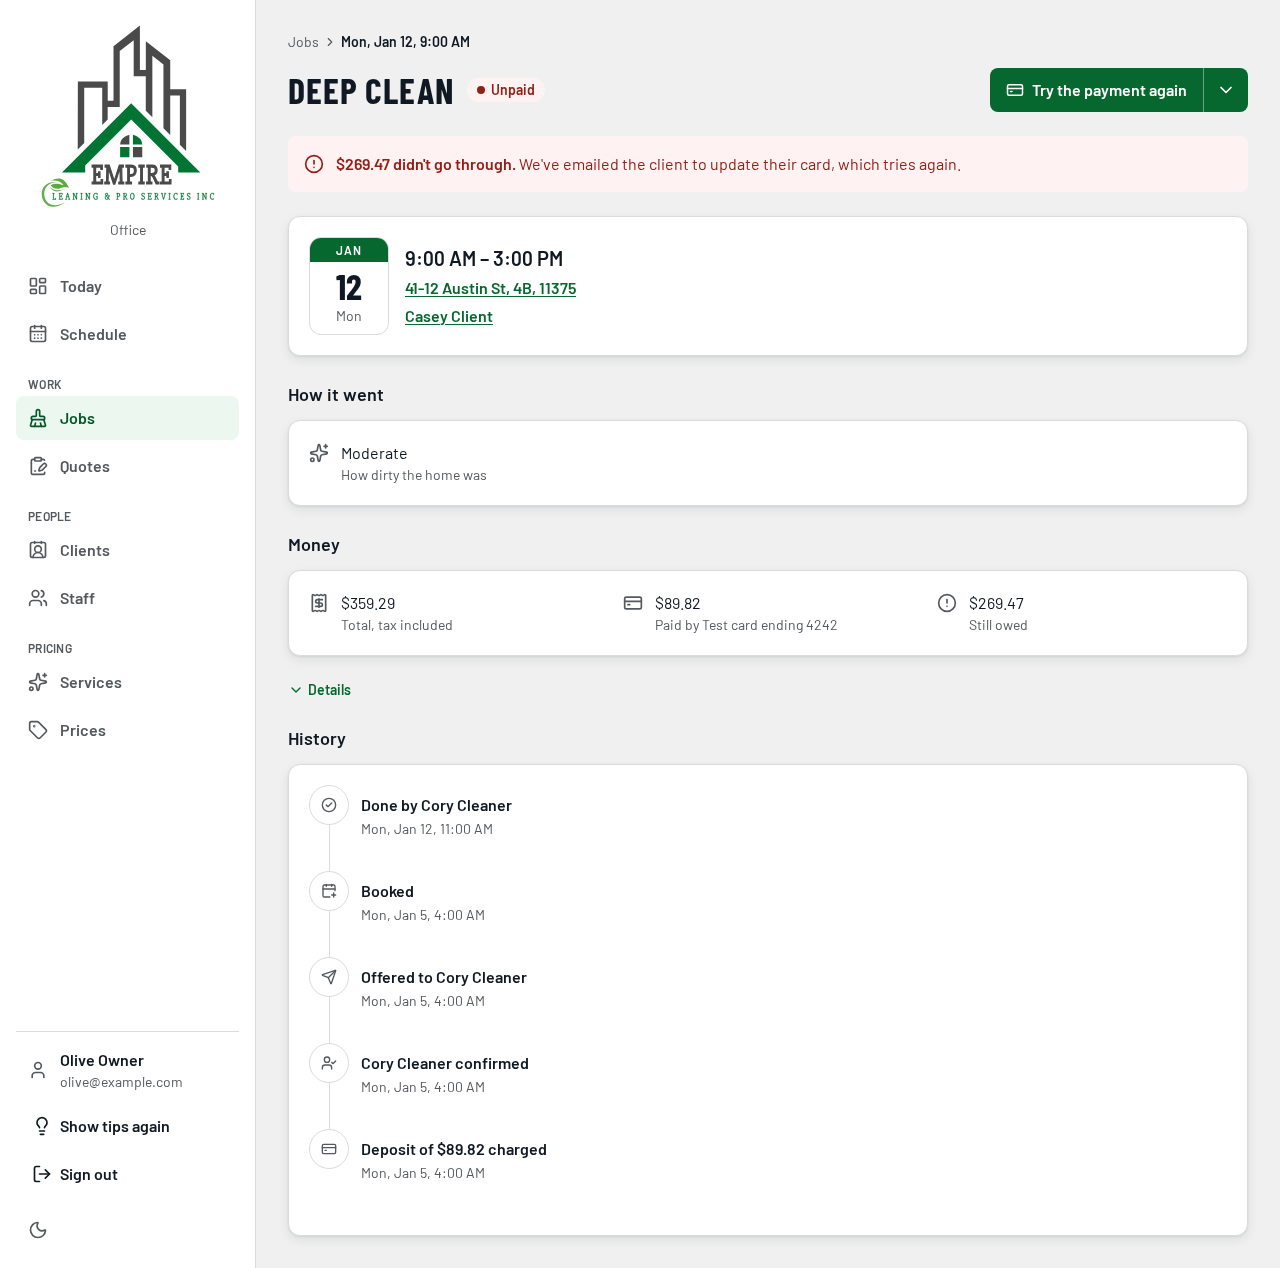 EMPIRE
LEANING & PRO SERVICES INC
Office
Today
Schedule
WORK
Jobs
Quotes
PEOPLE
Clients
Staff
PRICING
Services
Prices
Olive Owner
olive@example.com
Show tips again
Sign out
Jobs > Mon, Jan 12, 9:00 AM
DEEP CLEAN
Unpaid
Try the payment again
$269.47 didn't go through. We've emailed the client to update their card, which tries again.
JAN
12
Mon
9:00 AM – 3:00 PM
41-12 Austin St, 4B, 11375
Casey Client
How it went
Moderate
How dirty the home was
Money
$359.29
Total, tax included
$89.82
Paid by Test card ending 4242
$269.47
Still owed
Details
History
Done by Cory Cleaner
Mon, Jan 12, 11:00 AM
Booked
Mon, Jan 5, 4:00 AM
Offered to Cory Cleaner
Mon, Jan 5, 4:00 AM
Cory Cleaner confirmed
Mon, Jan 5, 4:00 AM
Deposit of $89.82 charged
Mon, Jan 5, 4:00 AM